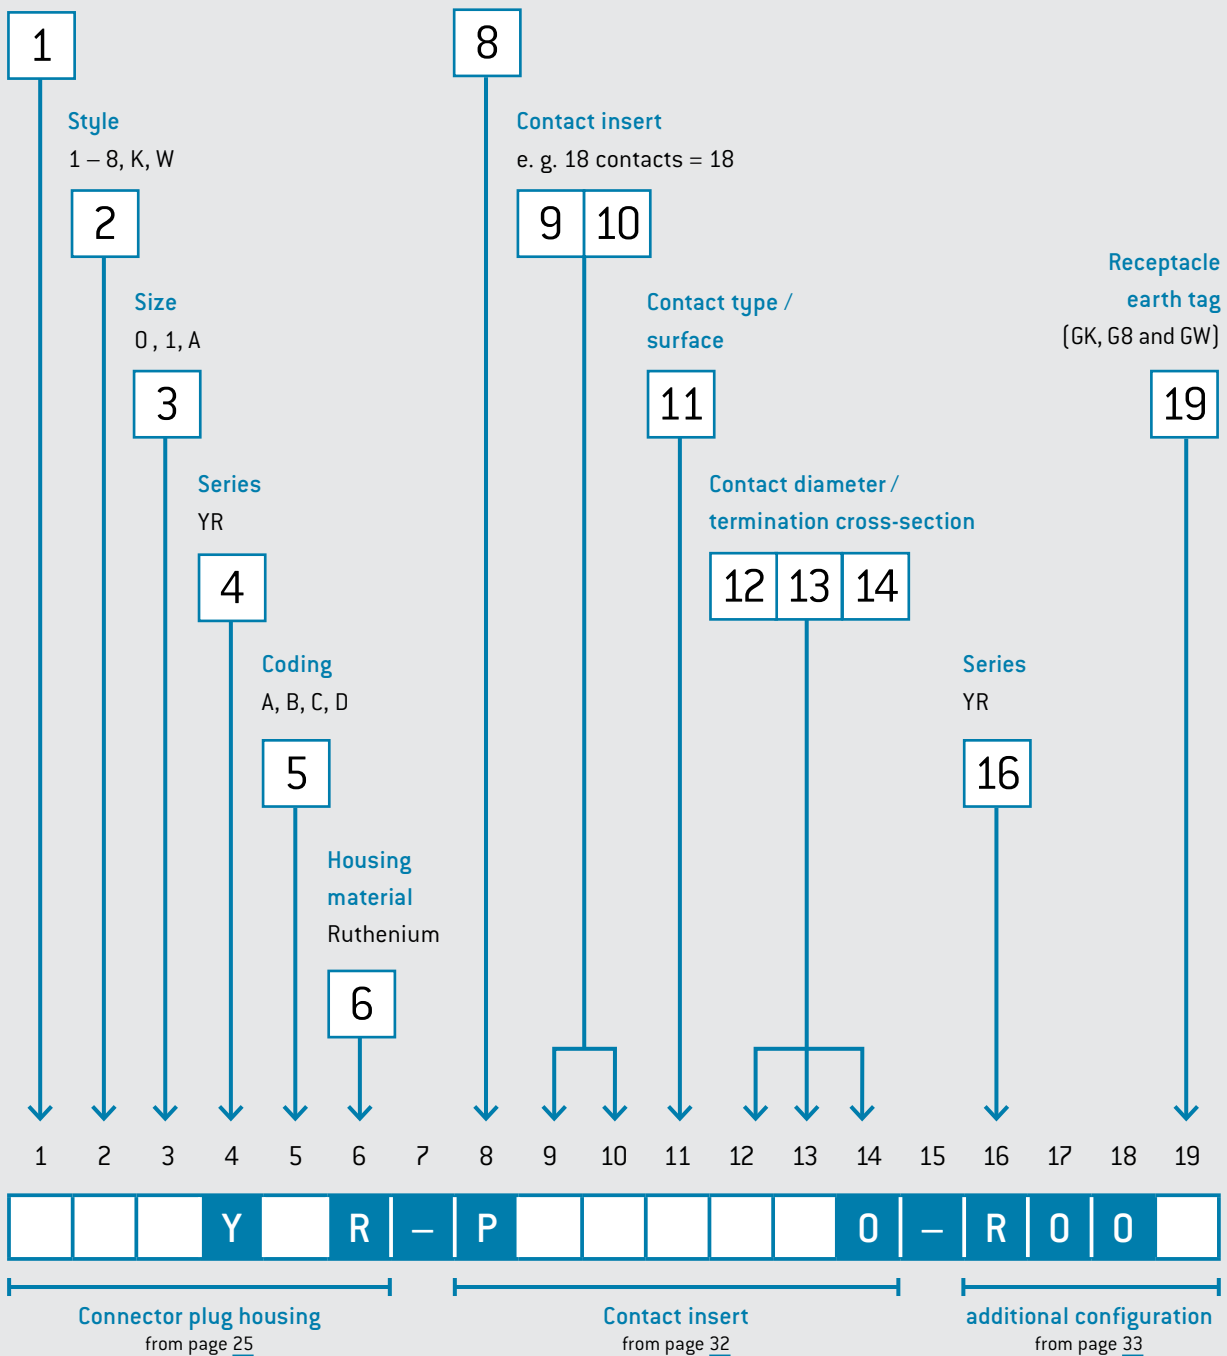 1
8
Style
1 – 8, K, W
Contact insert
e. g. 18 contacts = 18
2
9 10
Receptacle
earth tag
(GK, G8 and GW)
Size
0 , 1, A
Contact type /
surface
3
11
19
Series
YR
Contact diameter /
termination cross-section
4
12 13 14
Coding
A, B, C, D
Series
YR
5
16
Housing
material
Ruthenium
6
1 2 3 4 5 6 7 8 9 10 11 12 13 14 15 16 17 18 19
Y R – P 0 – R 0 0
Connector plug housing
from page 25
Contact insert
from page 32
additional configuration
from page 33